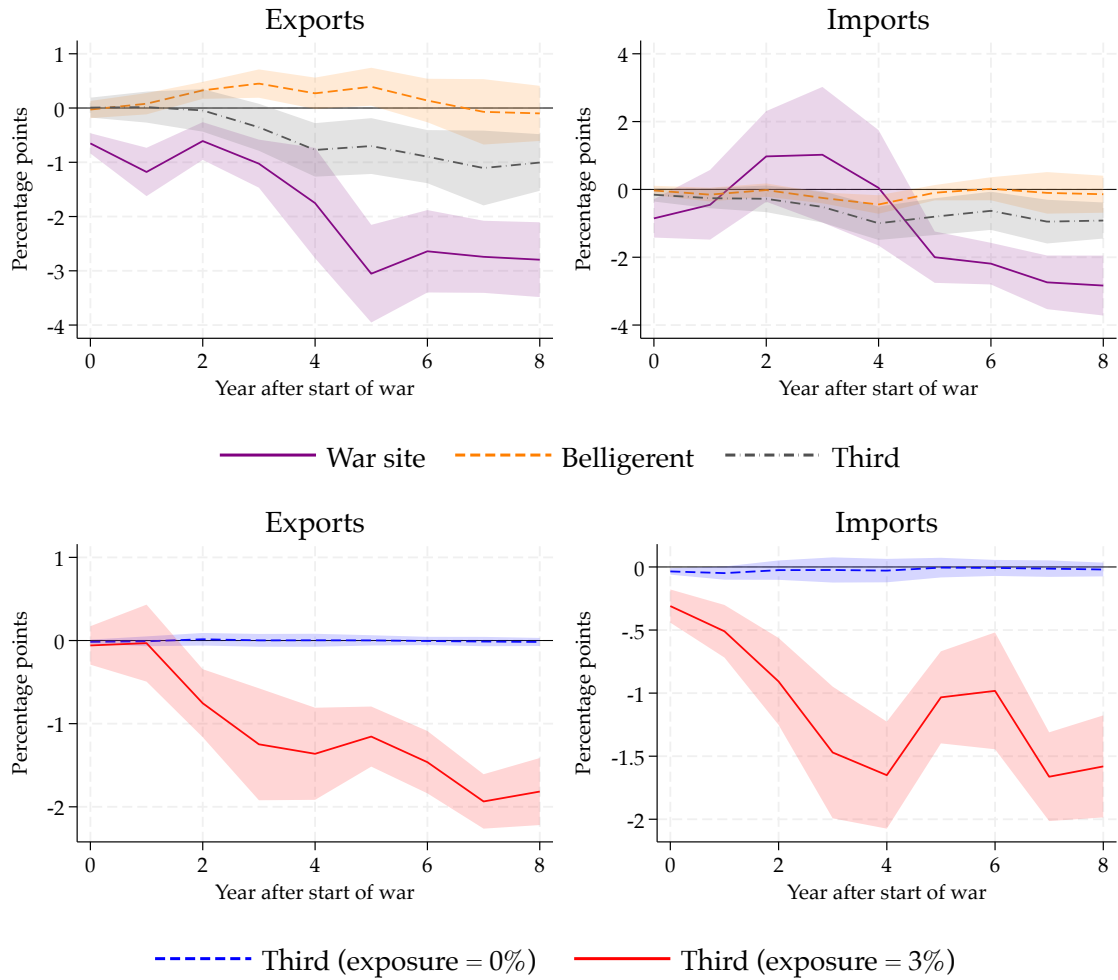 Exports
Percentage points
1
0
-1
-2
-3
-4
0 2 4 6 8
Year after start of war
Imports
Percentage points
4
2
0
-2
-4
0 2 4 6 8
Year after start of war
War site Belligerent Third
Exports
Percentage points
1
0
-1
-2
0 2 4 6 8
Year after start of war
Imports
Percentage points
0
-.5
-1
-1.5
-2
0 2 4 6 8
Year after start of war
Third (exposure = 0%) Third (exposure = 3%)